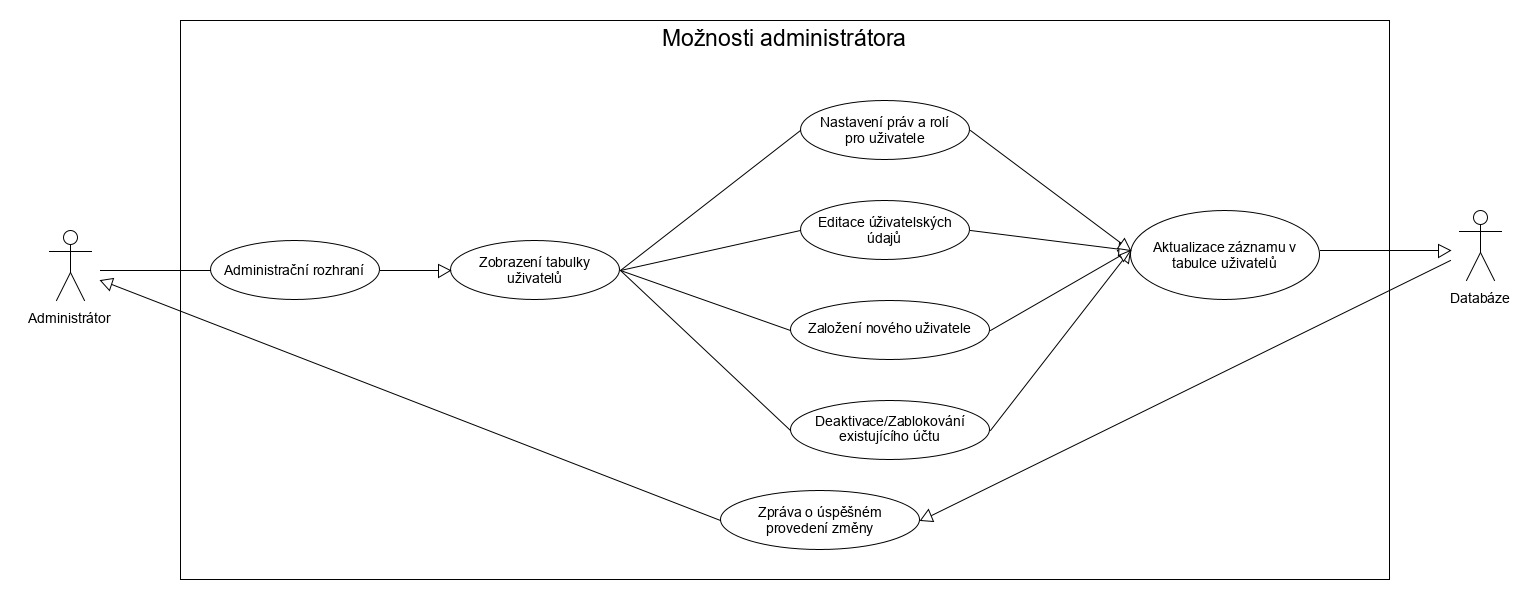 Možnosti administrátora
Nastavení práv a rolí
pro uživatele
Editace úživatelských
údajů
Aktualizace záznamu v
tabulce uživatelů
Administrační rozhraní
Zobrazení tabulky
uživatelů
Databáze
Administrátor
Založení nového uživatele
Deaktivace/Zablokování
existujícího účtu
Zpráva o úspěšném
provedení změny